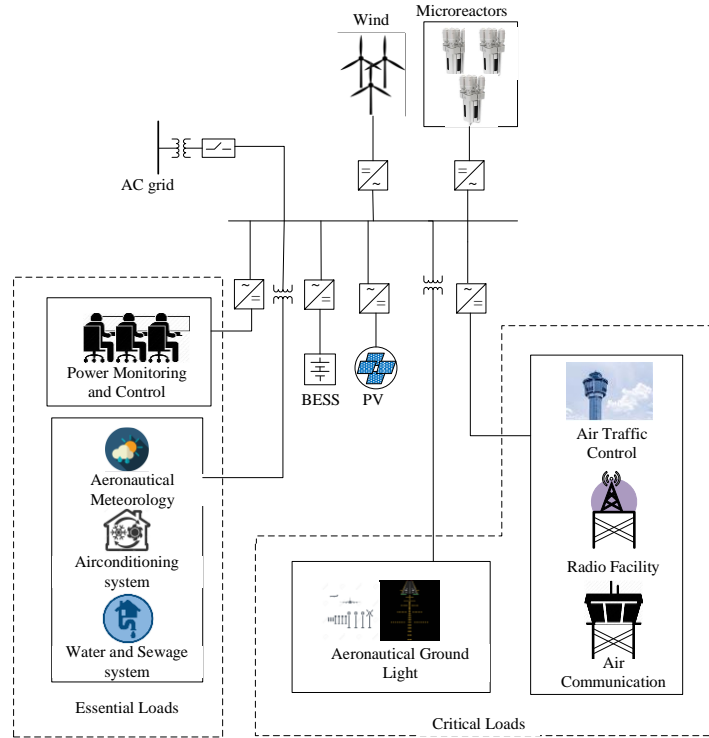 Wind
Microreactors
AC grid
Power Monitoring
and Control
BESS
PV
Aeronautical
Meteorology
Airconditioning
system
Water and Sewage
system
Essential Loads
Air Traffic
Control
Radio Facility
Air
Communication
Aeronautical Ground
Light
Critical Loads